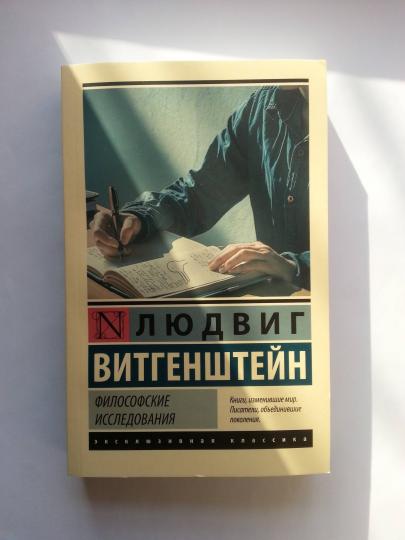 N ЛЮДВИГ
ВИТГЕНШТЕЙН
ФИЛОСОФСКИЕ
ИССЛЕДОВАНИЯ
Книги, изменившие мир.
Писатели, объединившие
поколения.
эксклюзивная классика